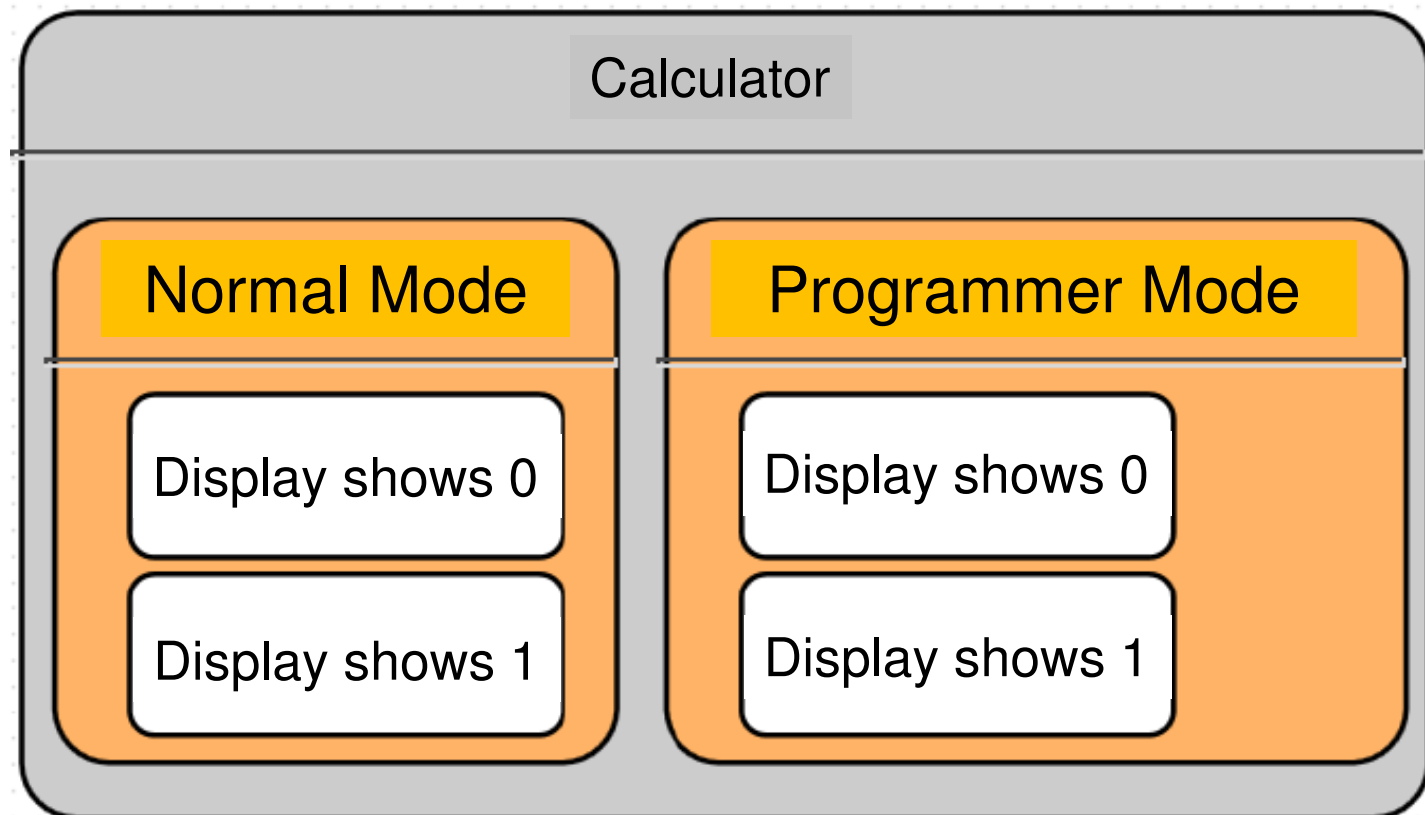 Calculator
Normal Mode
Display shows 0
Display shows 1
Programmer Mode
Display shows 0
Display shows 1